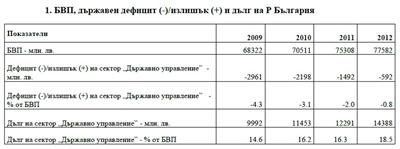 1. БВП, държавен дефицит (-)/излишък (+) и дълг на Р България
Показатели 2009 2010 2011 2012
БВП - млн. лв. 68322 70511 75308 77582
Дефицит (-)/излишък (+) на сектор „Държавно управление" -
млн. лв. -2961 -2198 -1492 -592
Дефицит (-)/излишък (+) на сектор „Държавно управление" -
% от БВП -4.3 -3.1 -2.0 -0.8
Дълг на сектор „Държавно управление" - млн. лв. 9992 11453 12291 14388
Дълг на сектор „Държавно управление" - % от БВП 14.6 16.2 16.3 18.5